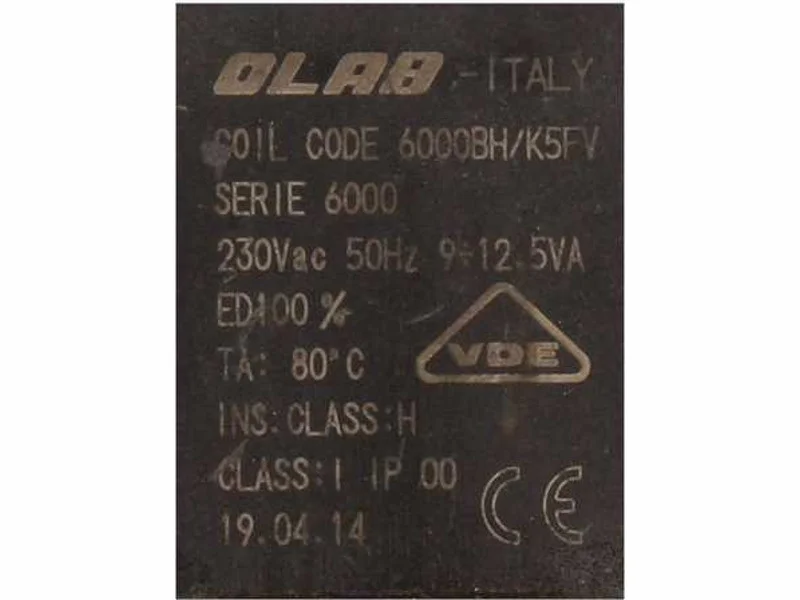 OLAB -ITALY
COIL CODE 6000BH/K5FV
SERIE 6000
230Vac 50Hz 9÷12.5VA
ED100%
TA: 80°C
VDE
INS:CLASS:H
CLASS:I IP 00
CE
19.04.14